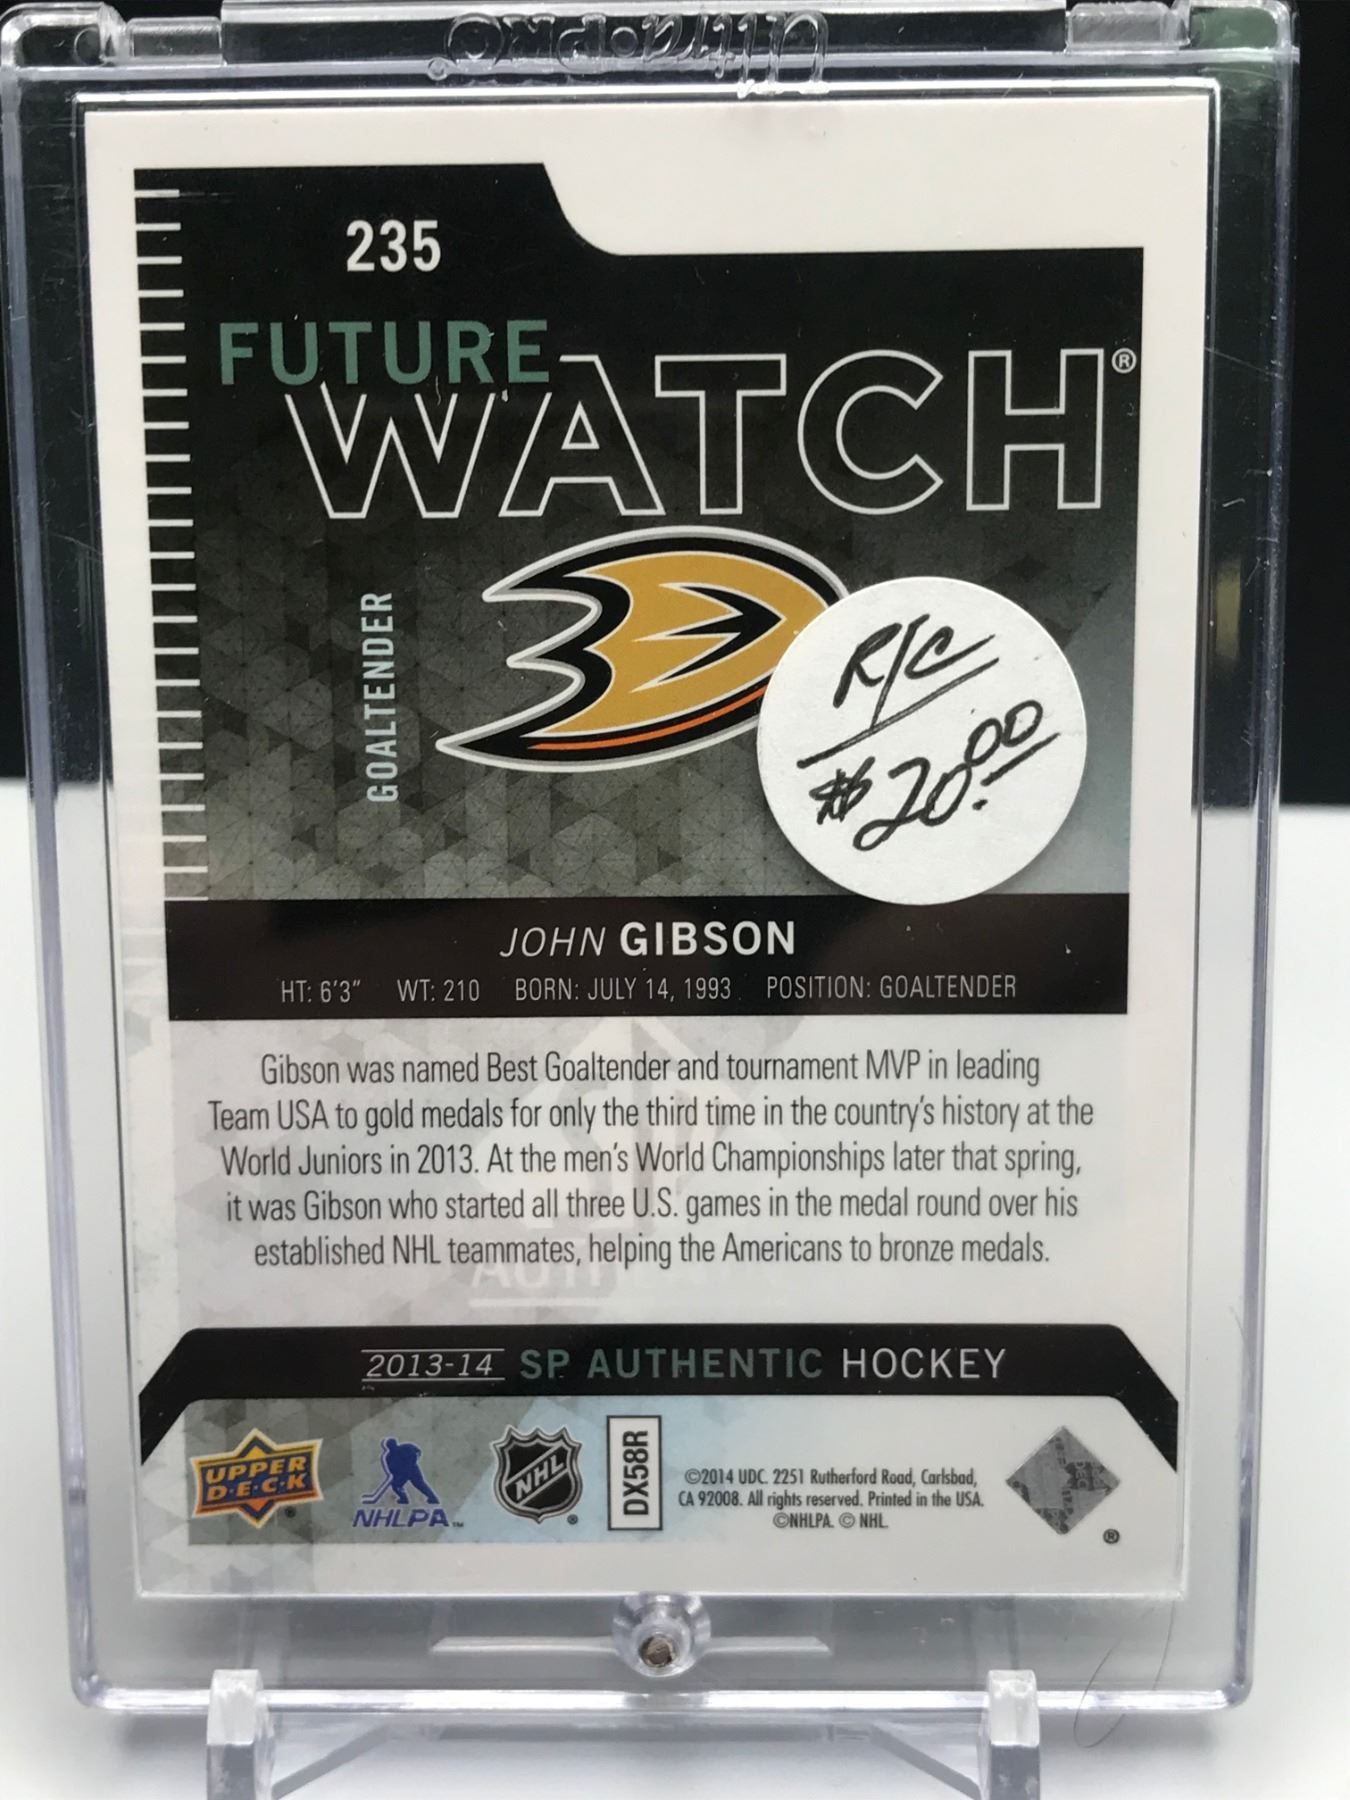 UltraPRO®
235
FUTURE
WATCH®
GOALTENDER
R/C
$20.00
JOHN GIBSON
HT: 6'3" WT: 210 BORN: JULY 14, 1993 POSITION: GOALTENDER
Gibson was named Best Goaltender and tournament MVP in leading
Team USA to gold medals for only the third time in the country's history at the
World Juniors in 2013. At the men's World Championships later that spring,
it was Gibson who started all three U.S. games in the medal round over his
established NHL teammates, helping the Americans to bronze medals.
2013-14 SP AUTHENTIC HOCKEY
UPPER
D•E•C•K ®
NHLPA™
NHL ®
DX58R
©2014 UDC. 2251 Rutherford Road, Carlsbad,
CA 92008. All rights reserved. Printed in the USA.
©NHLPA. © NHL.
®